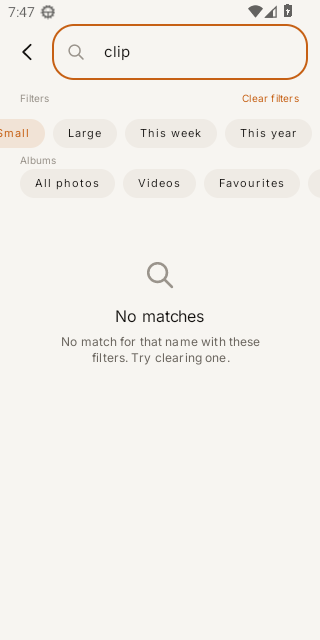 7:47
clip
Filters
Clear filters
Small
Large
This week
This year
Albums
All photos
Videos
Favourites
No matches
No match for that name with these
filters. Try clearing one.